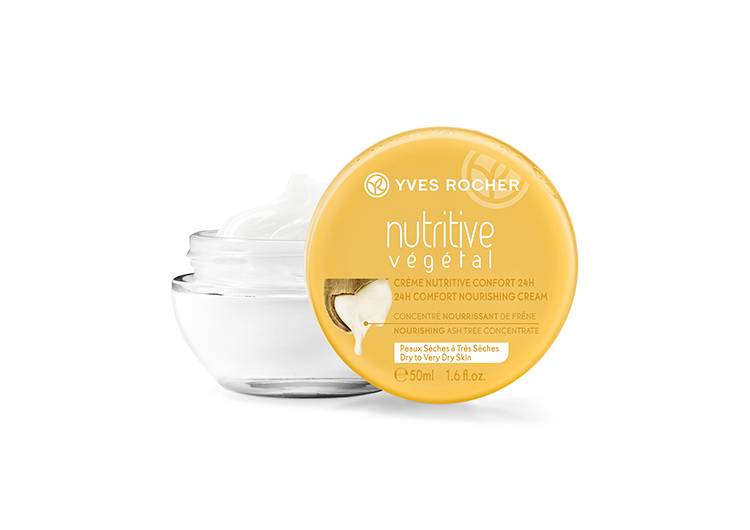 YVES ROCHER
nutritive
végétal
CRÈME NUTRITIVE CONFORT 24H
24H COMFORT NOURISHING CREAM
CONCENTRÉ NOURRISSANT DE FRÊNE
NOURISHING ASH TREE CONCENTRATE
Peaux Sèches à Très Sèches
Dry to Very Dry Skin
℮50ml 1.6 fl.oz.